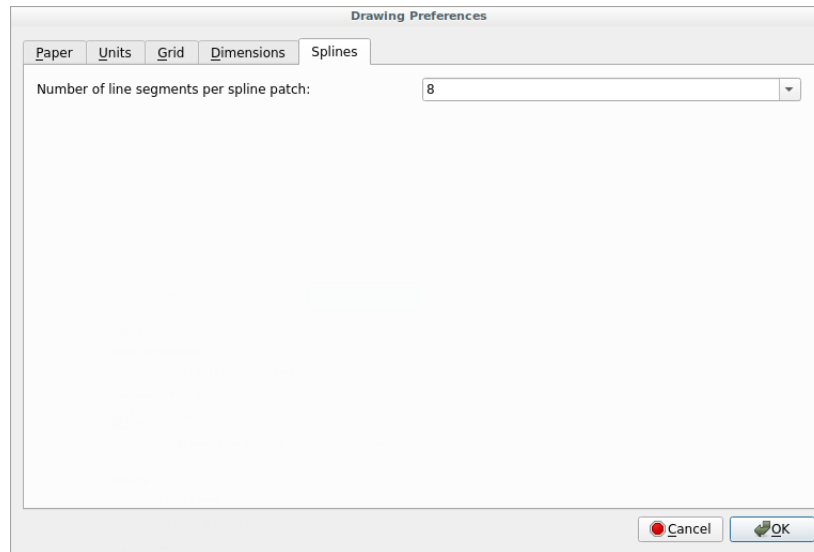 Drawing Preferences
Paper Units Grid Dimensions Splines
Number of line segments per spline patch: 8
Cancel OK